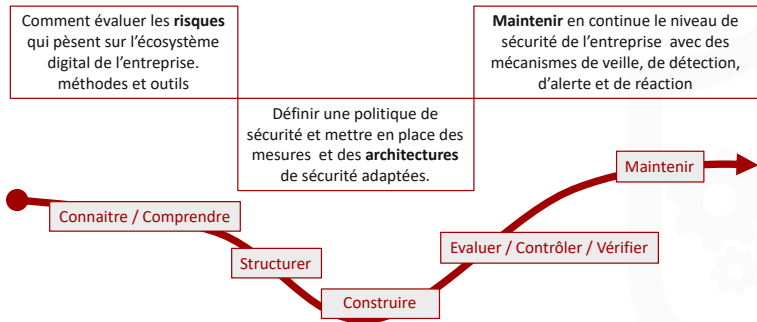 Comment évaluer les risques
qui pèsent sur l'écosystème
digital de l'entreprise.
méthodes et outils
Maintenir en continue le niveau de
sécurité de l'entreprise avec des
mécanismes de veille, de détection,
d'alerte et de réaction
Définir une politique de
sécurité et mettre en place des
mesures et des architectures
de sécurité adaptées.
Maintenir
Connaitre / Comprendre
Evaluer / Contrôler / Vérifier
Structurer
Construire